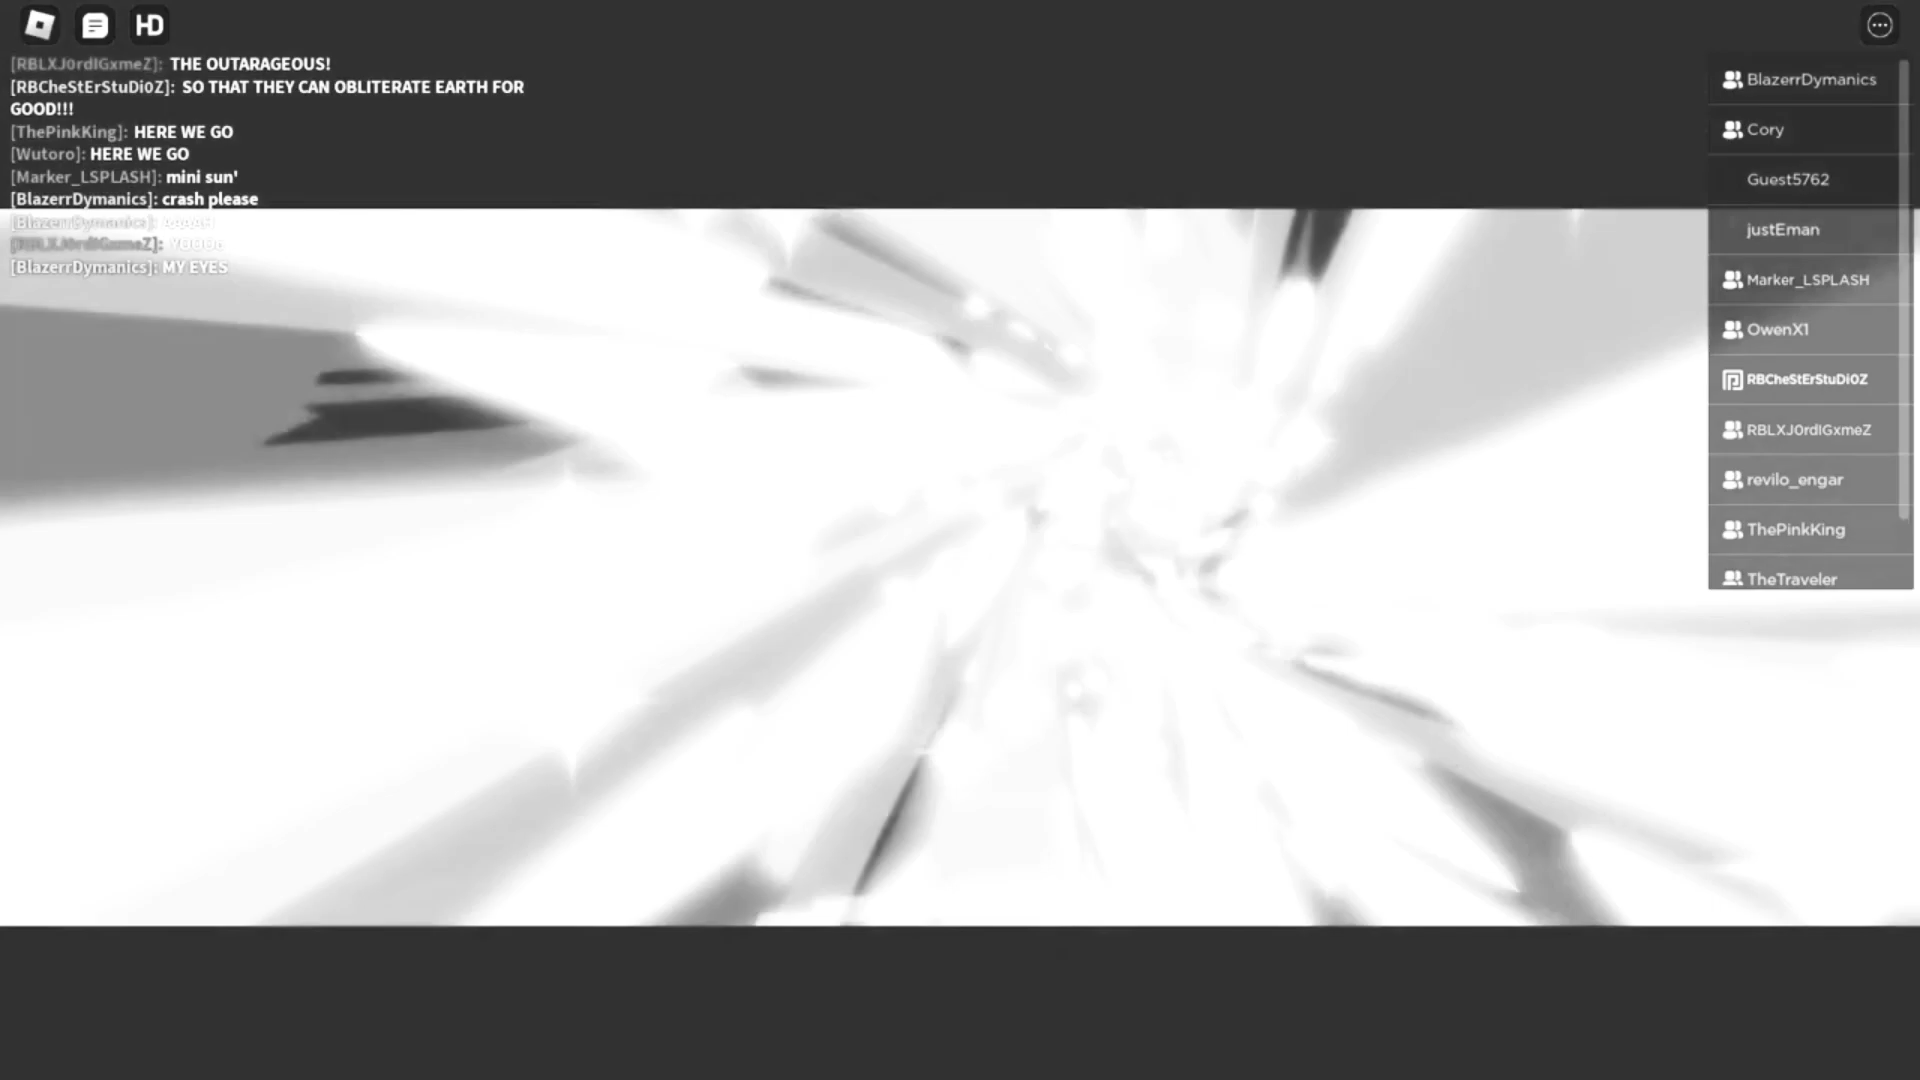 HD
[RBLXJ0rdIGxmeZ]: THE OUTARAGEOUS!
[RBCheStErStuDi0Z]: SO THAT THEY CAN OBLITERATE EARTH FOR
GOOD!!!
[ThePinkKing]: HERE WE GO
[Wutoro]: HERE WE GO
[Marker_LSPLASH]: mini sun'
[BlazerrDymanics]: crash please
[BlazerrDymanics]:
[RBLXJ0rdIGxmeZ]:
[BlazerrDymanics]: MY EYES
BlazerrDymanics
Cory
Guest5762
justEman
Marker_LSPLASH
OwenX1
RBCheStErStuDi0Z
RBLXJ0rdIGxmeZ
revilo_engar
ThePinkKing
TheTraveler